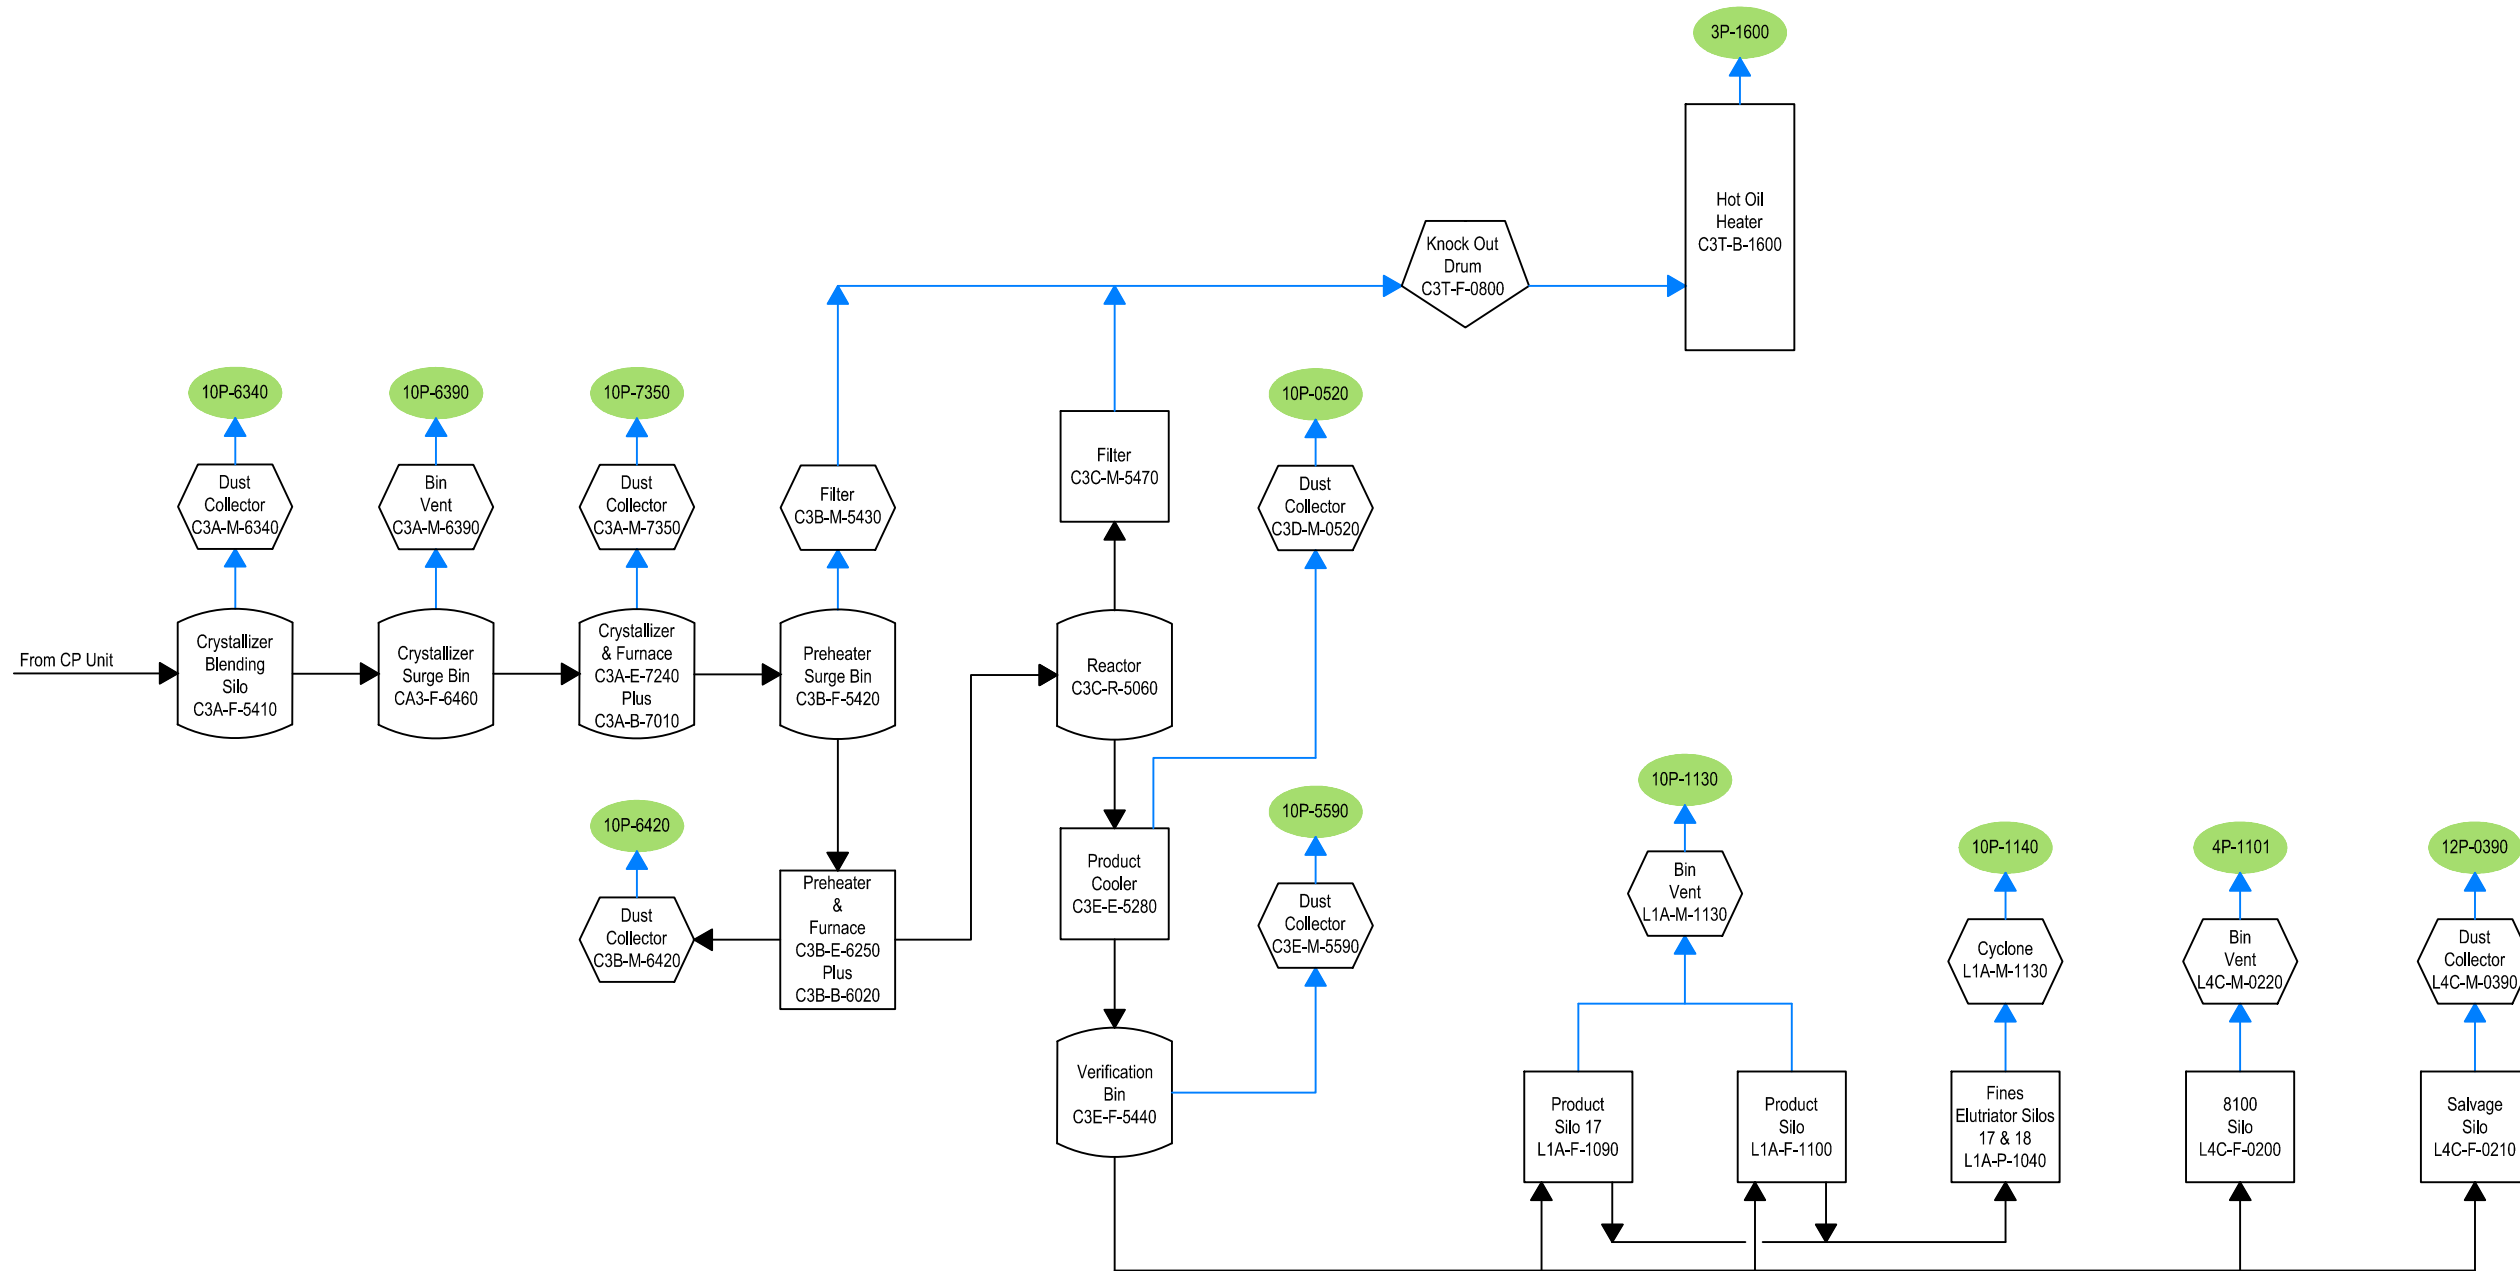 3P-1600
Hot Oil
Heater
C3T-B-1600
Knock Out
Drum
C3T-F-0800
10P-6340
10P-6390
10P-7350
10P-0520
Dust
Collector
C3A-M-6340
Bin
Vent
C3A-M-6390
Dust
Collector
C3A-M-7350
Filter
C3B-M-5430
Filter
C3C-M-5470
Dust
Collector
C3D-M-0520
From CP Unit
Crystallizer
Blending
Silo
C3A-F-5410
Crystallizer
Surge Bin
CA3-F-6460
Crystallizer
& Furnace
C3A-E-7240
Plus
C3A-B-7010
Preheater
Surge Bin
C3B-F-5420
Reactor
C3C-R-5060
10P-6420
Dust
Collector
C3B-M-6420
Preheater
&
Furnace
C3B-E-6250
Plus
C3B-B-6020
Product
Cooler
C3E-E-5280
10P-5590
Dust
Collector
C3E-M-5590
Verification
Bin
C3E-F-5440
10P-1130
Bin
Vent
L1A-M-1130
10P-1140
Cyclone
L1A-M-1130
4P-1101
Bin
Vent
L4C-M-0220
12P-0390
Dust
Collector
L4C-M-0390
Product
Silo 17
L1A-F-1090
Product
Silo
L1A-F-1100
Fines
Elutriator Silos
17 & 18
L1A-P-1040
8100
Silo
L4C-F-0200
Salvage
Silo
L4C-F-0210